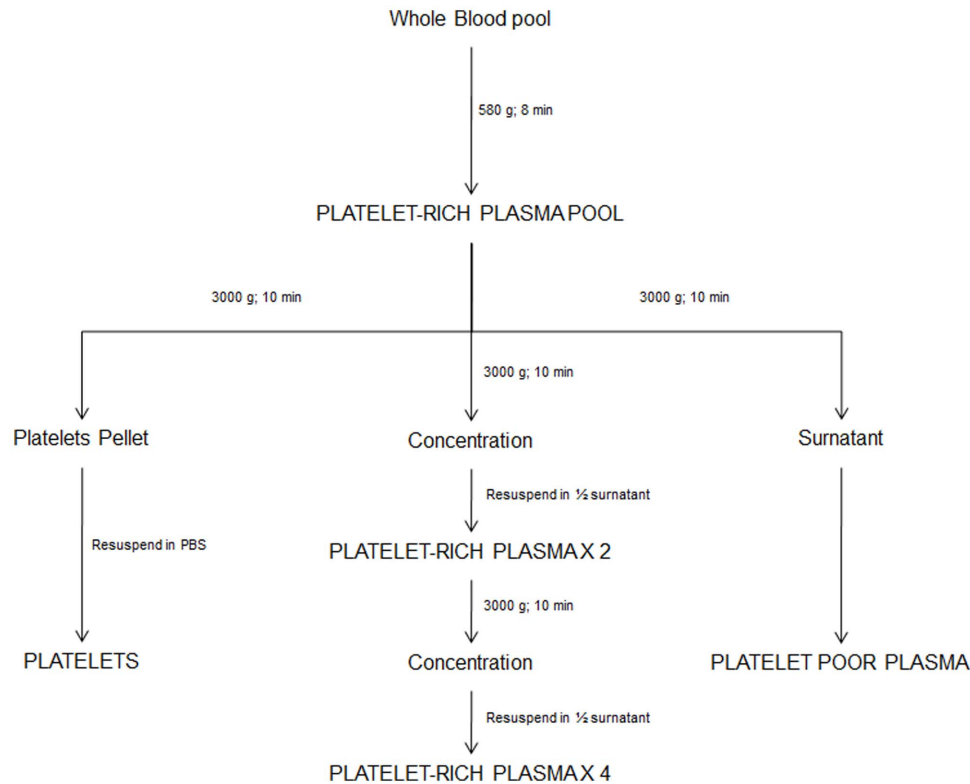 Whole Blood pool
580 g; 8 min
PLATELET-RICH PLASMA POOL
3000 g; 10 min
3000 g; 10 min
3000 g; 10 min
Platelets Pellet
Concentration
Surnatant
Resuspend in ½ surnatant
Resuspend in PBS
PLATELET-RICH PLASMA X 2
3000 g; 10 min
PLATELETS
Concentration
PLATELET POOR PLASMA
Resuspend in ½ surnatant
PLATELET-RICH PLASMA X 4